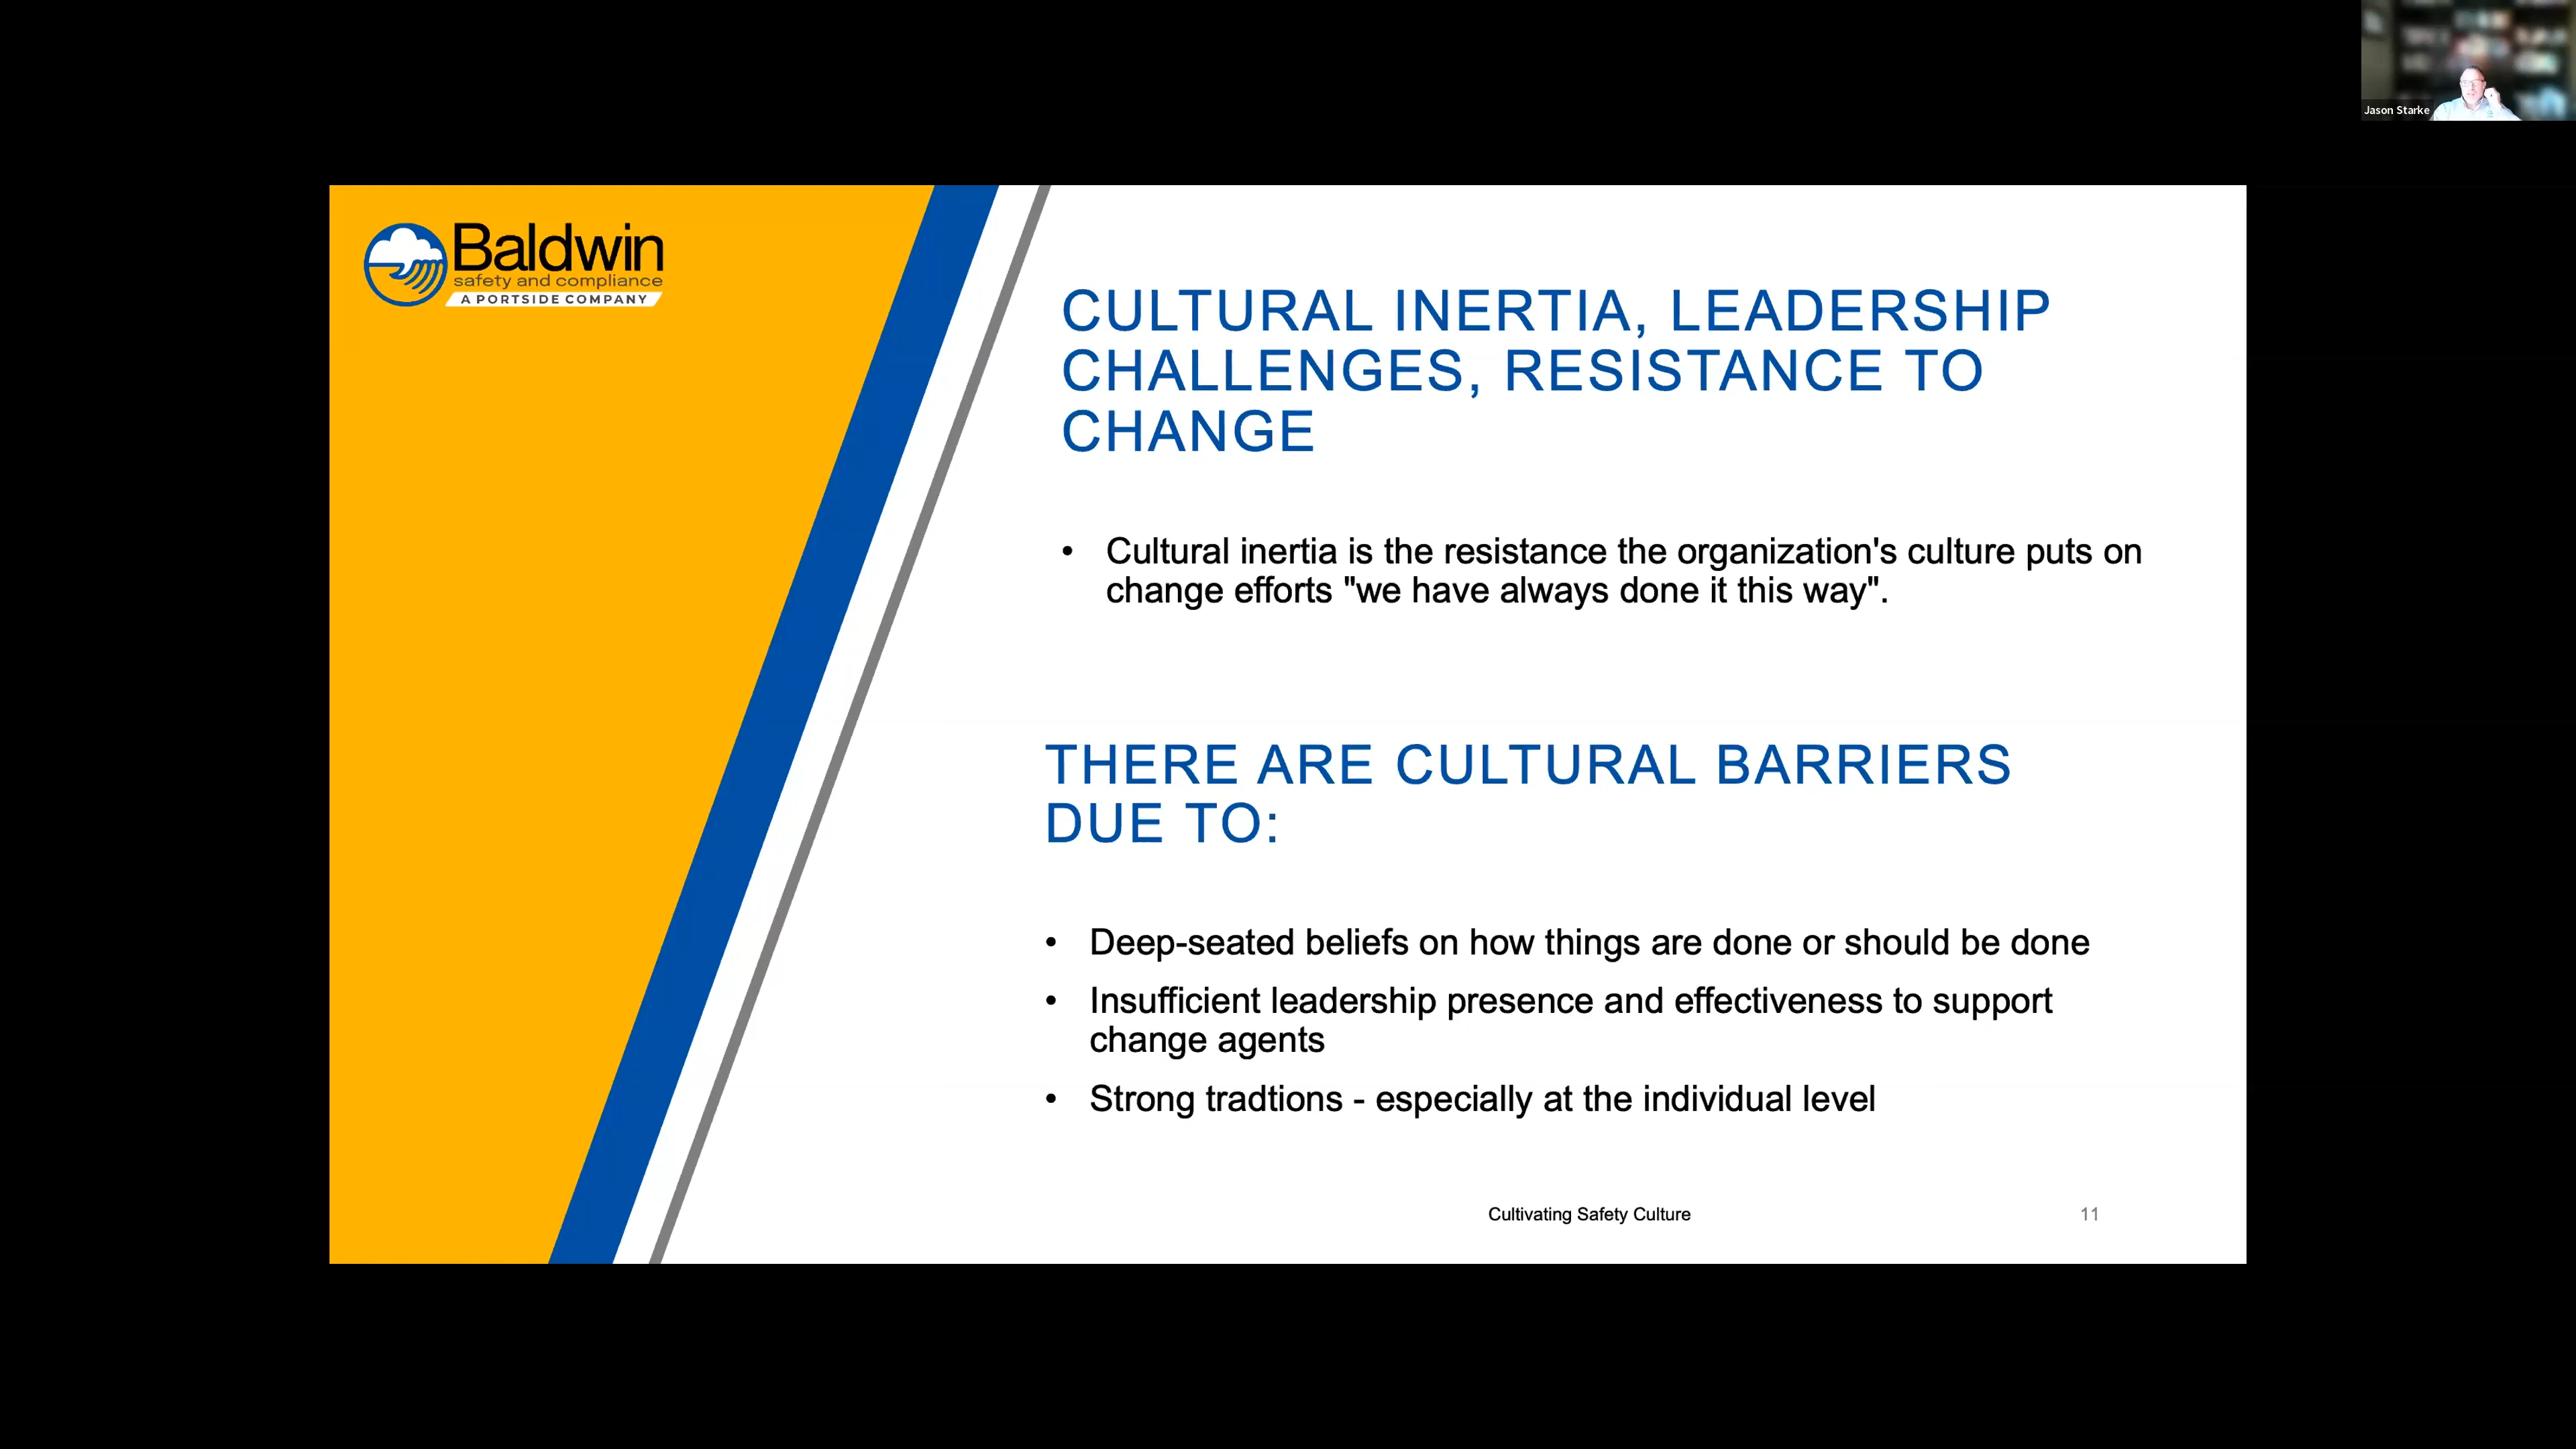 Jason Starke
Baldwin
safety and compliance
A PORTSIDE COMPANY
CULTURAL INERTIA, LEADERSHIP
CHALLENGES, RESISTANCE TO
CHANGE
• Cultural inertia is the resistance the organization's culture puts on
change efforts "we have always done it this way".
THERE ARE CULTURAL BARRIERS
DUE TO:
• Deep-seated beliefs on how things are done or should be done
• Insufficient leadership presence and effectiveness to support
change agents
• Strong tradtions - especially at the individual level
Cultivating Safety Culture
11